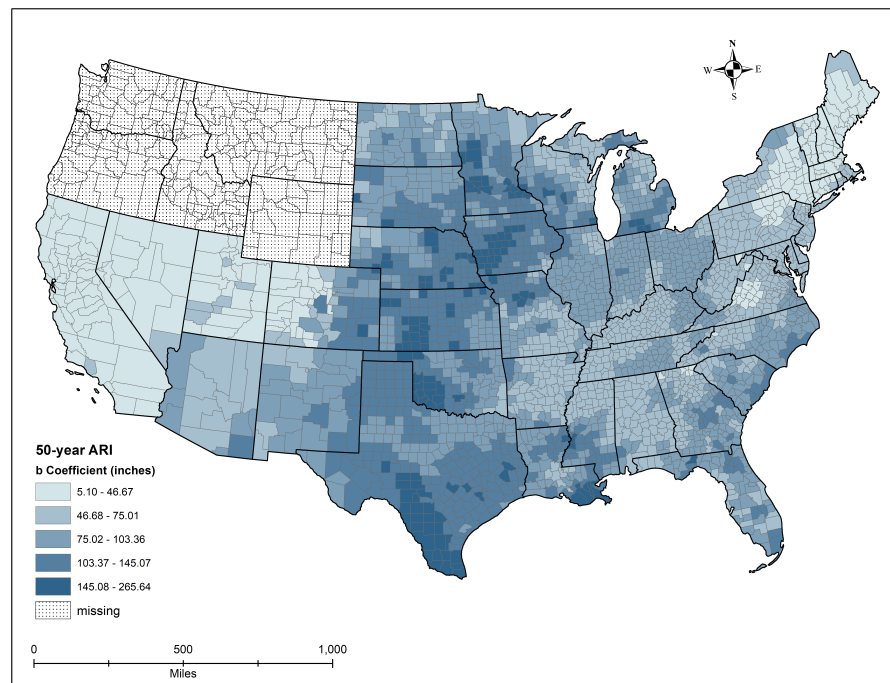 N
W E
S
50-year ARI
b Coefficient (inches)
5.10 - 46.67
46.68 - 75.01
75.02 - 103.36
103.37 - 145.07
145.08 - 265.64
missing
0 500 1,000
Miles